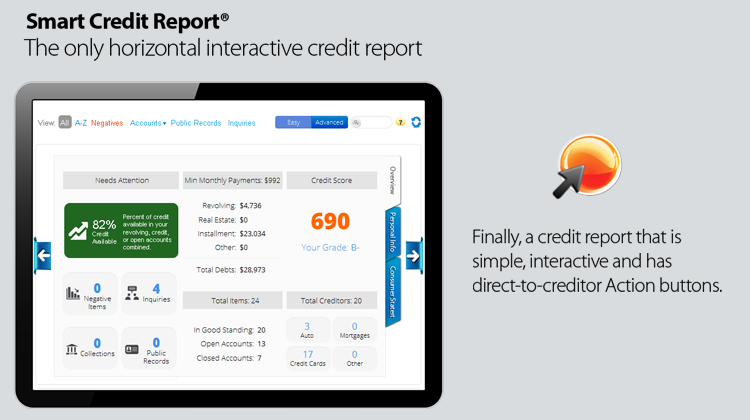 Smart Credit Report®
The only horizontal interactive credit report
View: All A-Z Negatives Accounts ▾ Public Records Inquiries Easy Advanced ?
Needs Attention
Min Monthly Payments: $992
Credit Score
82%
Credit
Available
Percent of credit
available in your
revolving, credit,
or open accounts
combined.
Revolving: $4,736
Real Estate: $0
Installment: $23,034
Other: $0
Total Debts: $28,973
690
Your Grade: B-
Overview
Personal Info
Consumer Statent
0
Negative
Items
4
Inquiries
0
Collections
0
Public
Records
Total Items: 24
In Good Standing: 20
Open Accounts: 13
Closed Accounts: 7
Total Creditors: 20
3
Auto
0
Mortgages
17
Credit Cards
0
Other
Finally, a credit report that is
simple, interactive and has
direct-to-creditor Action buttons.